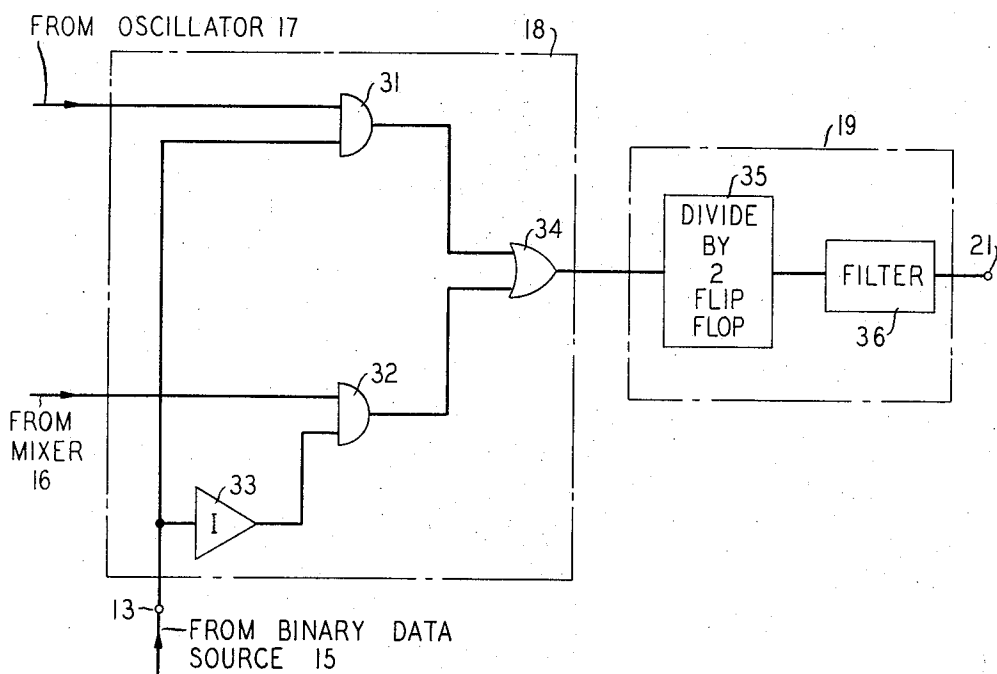 FROM OSCILLATOR 17
18
31
19
35
DIVIDE
BY
2
FLIP
FLOP
34
21
FILTER
36
32
FROM
MIXER
16
33
I
13
FROM BINARY DATA
SOURCE 15